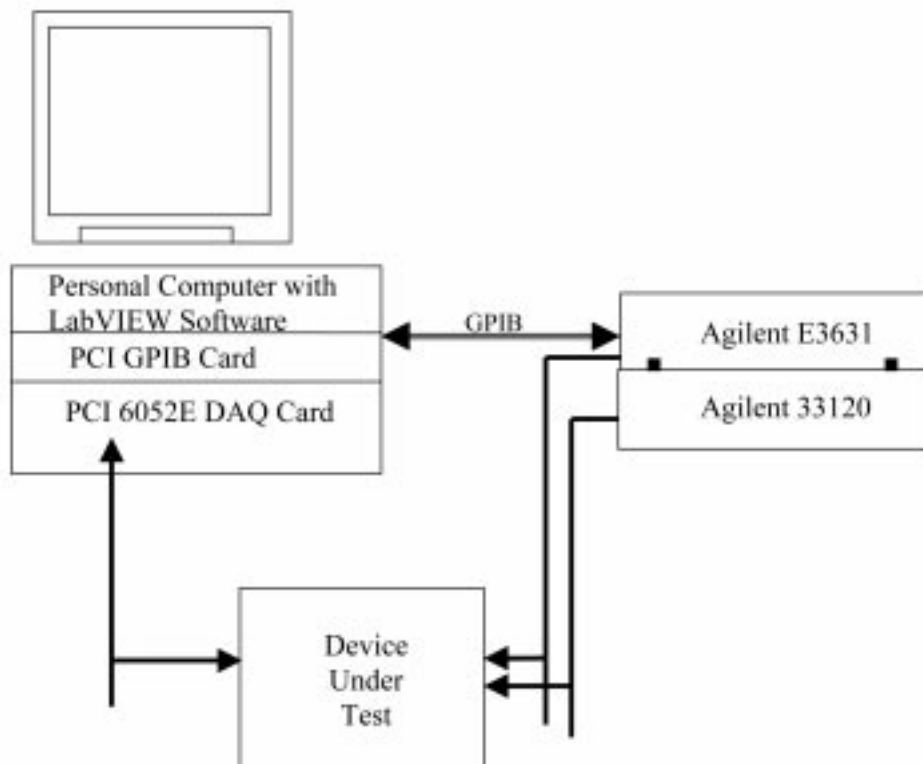 Personal Computer with
LabVIEW Software
PCI GPIB Card
PCI 6052E DAQ Card
GPIB
Agilent E3631
Agilent 33120
Device
Under
Test